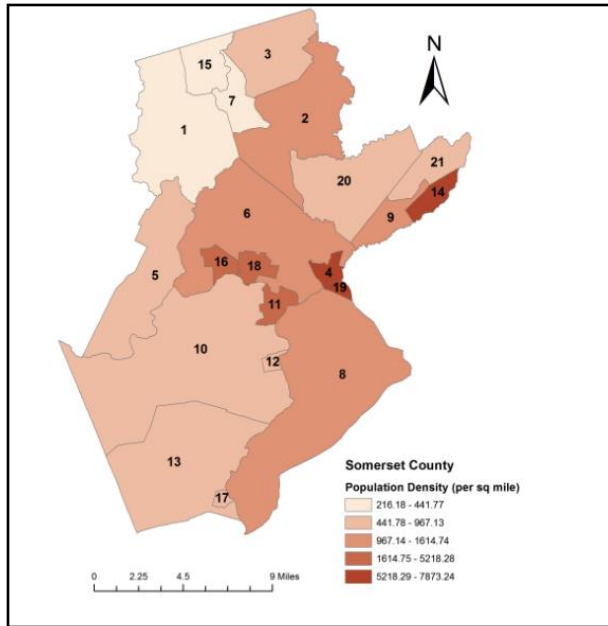 N
3
15
7
2
1
21
20
14
9
6
5
16
18
4
19
11
10
12
8
13
17
Somerset County
Population Density (per sq mile)
216.18 - 441.77
441.78 - 967.13
967.14 - 1614.74
1614.75 - 5218.28
5218.29 - 7873.24
0 2.25 4.5 9 Miles